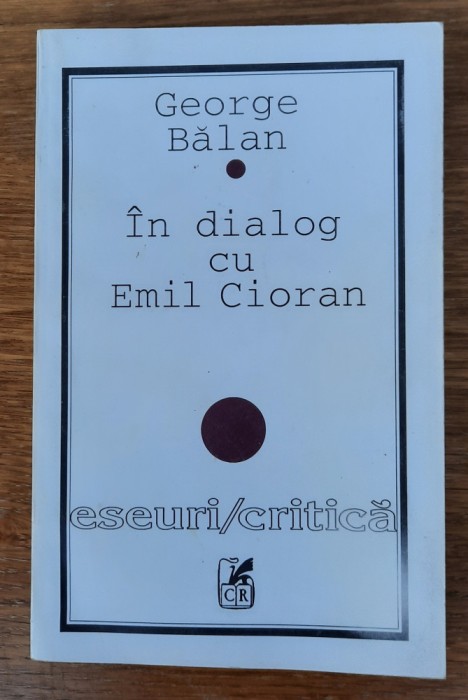 George
Bălan
În dialog
cu
Emil Cioran
eseuri/critică
CR